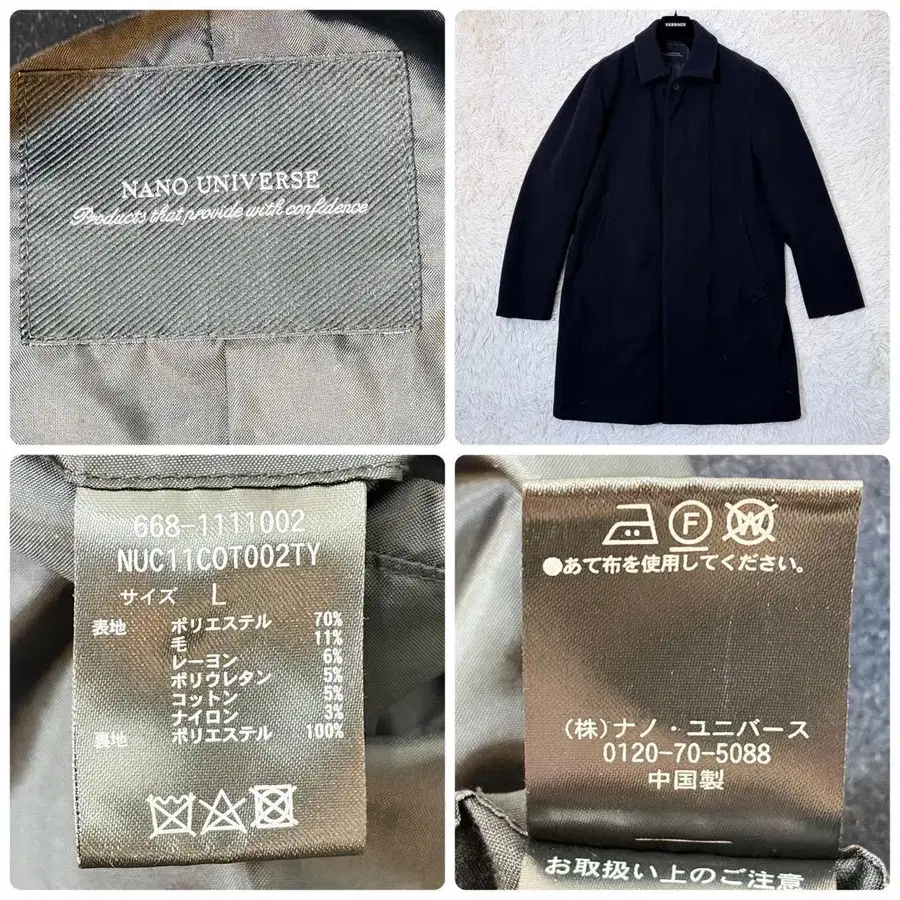 NANO UNIVERSE
Products that provide with confidence
VERSACE
668-1111002
NUC11COT002TY
サイズ L
表地 ポリエステル 70%
毛 11%
レーヨン 6%
ポリウレタン 5%
コットン 5%
ナイロン 3%
裏地 ポリエステル 100%
F
W
●あて布を使用してください。
(株)ナノ・ユニバース
0120-70-5088
中国製
お取扱い上のご注意